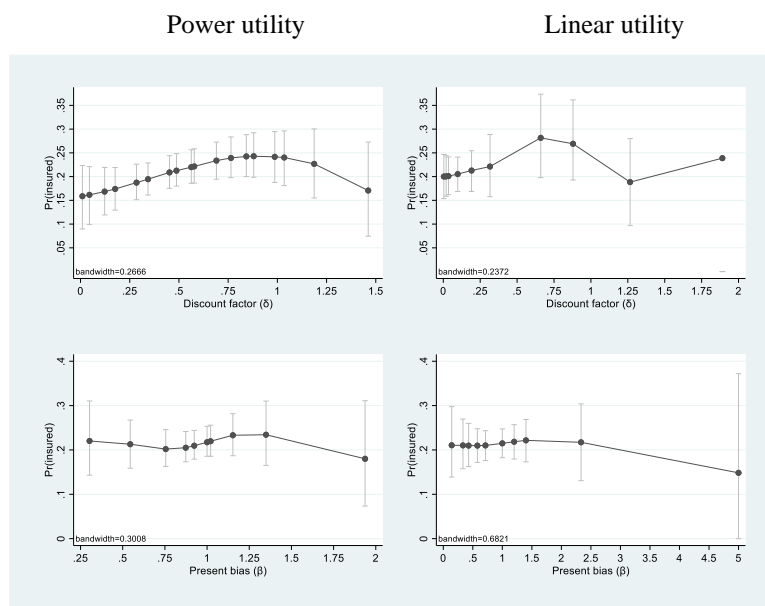 Power utility
Linear utility
Pr(insured)
.05 .1 .15 .2 .25 .3 .35
bandwidth=0.2666
0 .25 .5 .75 1 1.25 1.5
Discount factor (δ)
Pr(insured)
.05 .1 .15 .2 .25 .3 .35
bandwidth=0.2372
0 .25 .5 .75 1 1.25 1.5 1.75 2
Discount factor (δ)
Pr(insured)
0 .1 .2 .3 .4
bandwidth=0.3008
.25 .5 .75 1 1.25 1.5 1.75 2
Present bias (β)
Pr(insured)
0 .1 .2 .3 .4
bandwidth=0.6821
0 .5 1 1.5 2 2.5 3 3.5 4 4.5 5
Present bias (β)